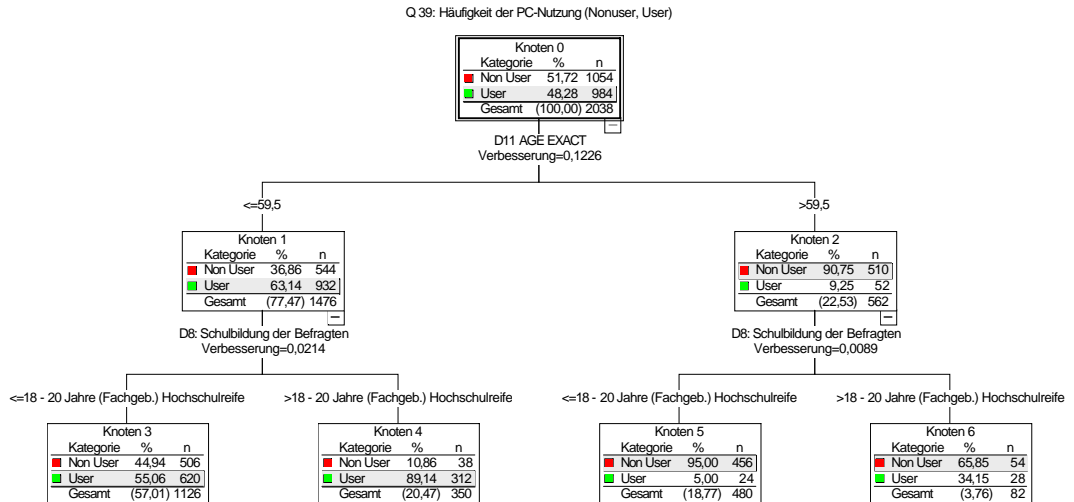 Q 39: Häufigkeit der PC-Nutzung (Nonuser, User)
Knoten 0
Kategorie % n
Non User 51,72 1054
User 48,28 984
Gesamt (100,00) 2038
D11 AGE EXACT
Verbesserung=0,1226
<=59,5
>59,5
Knoten 1
Kategorie % n
Non User 36,86 544
User 63,14 932
Gesamt (77,47) 1476
Knoten 2
Kategorie % n
Non User 90,75 510
User 9,25 52
Gesamt (22,53) 562
D8: Schulbildung der Befragten
Verbesserung=0,0214
D8: Schulbildung der Befragten
Verbesserung=0,0089
<=18 - 20 Jahre (Fachgeb.) Hochschulreife
>18 - 20 Jahre (Fachgeb.) Hochschulreife
<=18 - 20 Jahre (Fachgeb.) Hochschulreife
>18 - 20 Jahre (Fachgeb.) Hochschulreife
Knoten 3
Kategorie % n
Non User 44,94 506
User 55,06 620
Gesamt (57,01) 1126
Knoten 4
Kategorie % n
Non User 10,86 38
User 89,14 312
Gesamt (20,47) 350
Knoten 5
Kategorie % n
Non User 95,00 456
User 5,00 24
Gesamt (18,77) 480
Knoten 6
Kategorie % n
Non User 65,85 54
User 34,15 28
Gesamt (3,76) 82